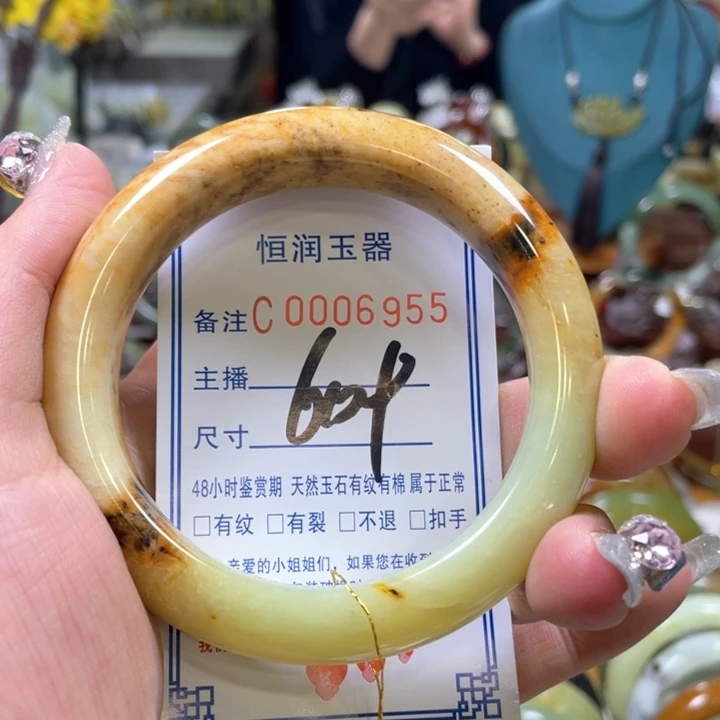 恒润玉器
备注C 0006955
主播
尺寸
48小时鉴赏期 天然玉石有纹有棉 属于正常
□有纹 □有裂 □不退 □扣手
亲爱的小姐姐们，如果您在收到